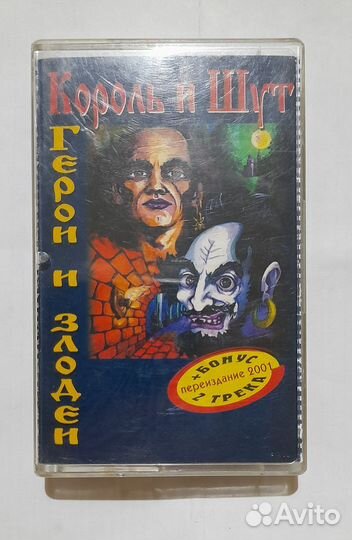 Король и Шут
Герои и злодеи
+ БОНУС
переиздание 2001
2 ТРЕКА
Avito